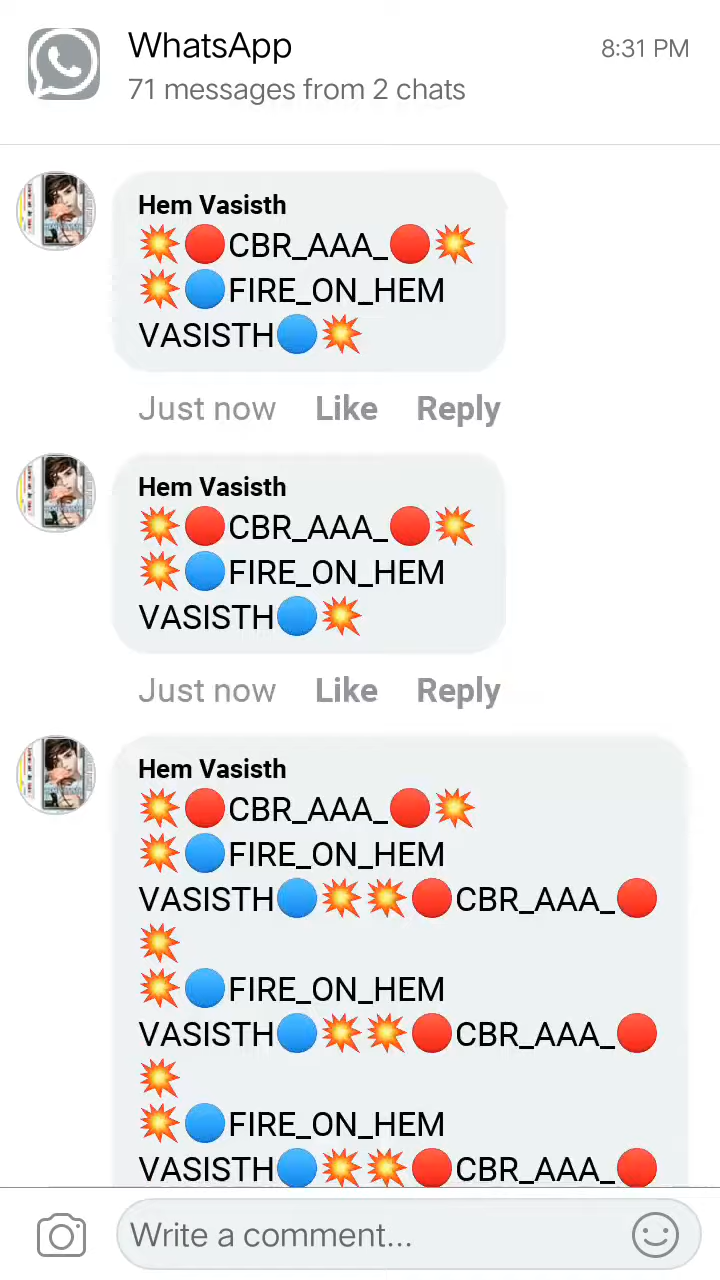 WhatsApp
8:31 PM
71 messages from 2 chats
Hem Vasisth
💥🔴CBR_AAA_🔴💥
💥🔵FIRE_ON_HEM
VASISTH🔵💥
Just now Like Reply
Hem Vasisth
💥🔴CBR_AAA_🔴💥
💥🔵FIRE_ON_HEM
VASISTH🔵💥
Just now Like Reply
Hem Vasisth
💥🔴CBR_AAA_🔴💥
💥🔵FIRE_ON_HEM
VASISTH🔵💥💥🔴CBR_AAA_🔴
💥
💥🔵FIRE_ON_HEM
VASISTH🔵💥💥🔴CBR_AAA_🔴
💥
💥🔵FIRE_ON_HEM
VASISTH🔵💥💥🔴CBR_AAA_🔴
Write a comment...